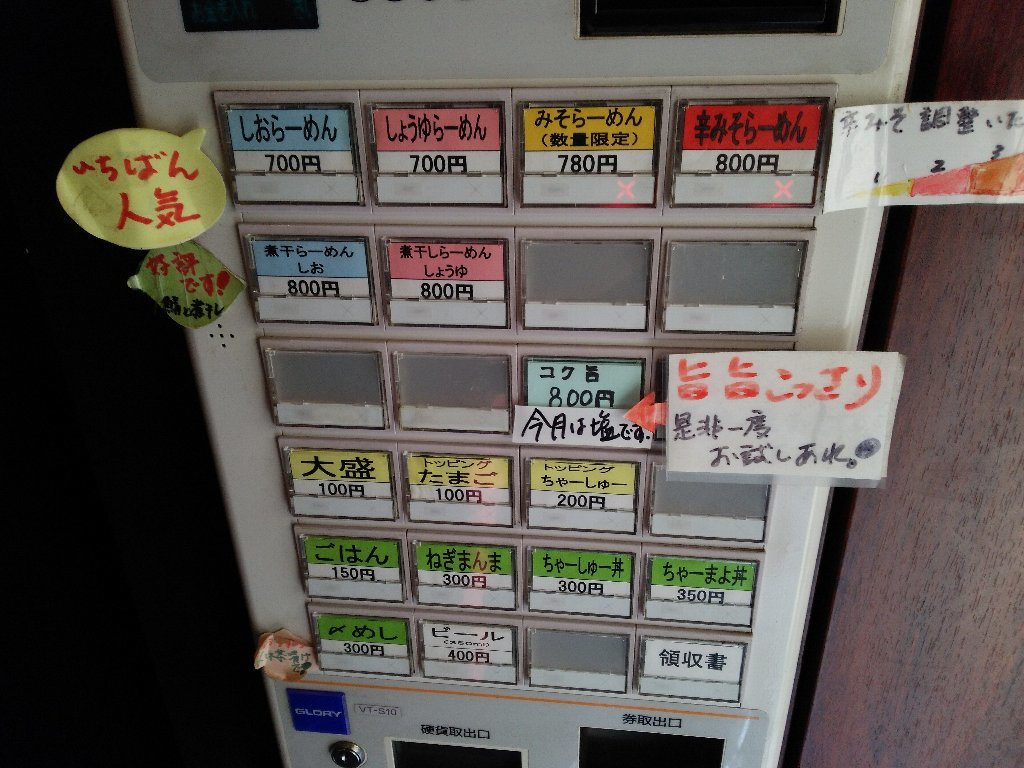 しおらーめん
700円
しょうゆらーめん
700円
みそらーめん
(数量限定)
780円
辛みそらーめん
800円
辛みそ調整いた
1 2 3
いちばん
人気
好評
です!
煮干らーめん
しお
800円
煮干しらーめん
しょうゆ
800円
コク旨
800円
今月は塩です。
旨旨こってり
是非一度
お試しあれ。
大盛
100円
トッピング
たまご
100円
トッピング
ちゃーしゅー
200円
ごはん
150円
ねぎまんま
300円
ちゃーしゅー丼
300円
ちゃーまよ丼
350円
〆めし
300円
ビール
(350ml)
400円
領収書
GLORY
VT-S10
硬貨取出口
券取出口